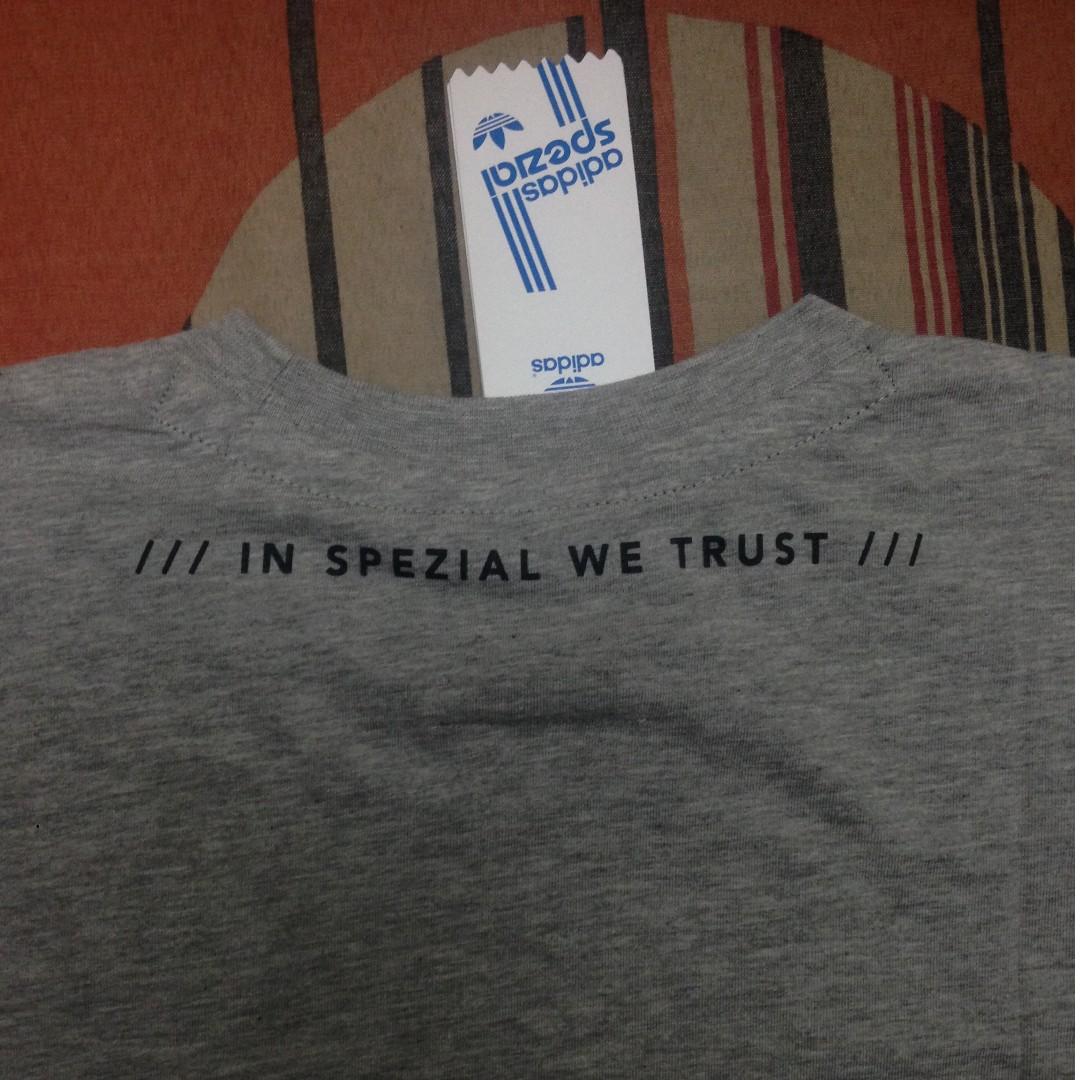 adidas
spezial
adidas
/// IN SPEZIAL WE TRUST ///